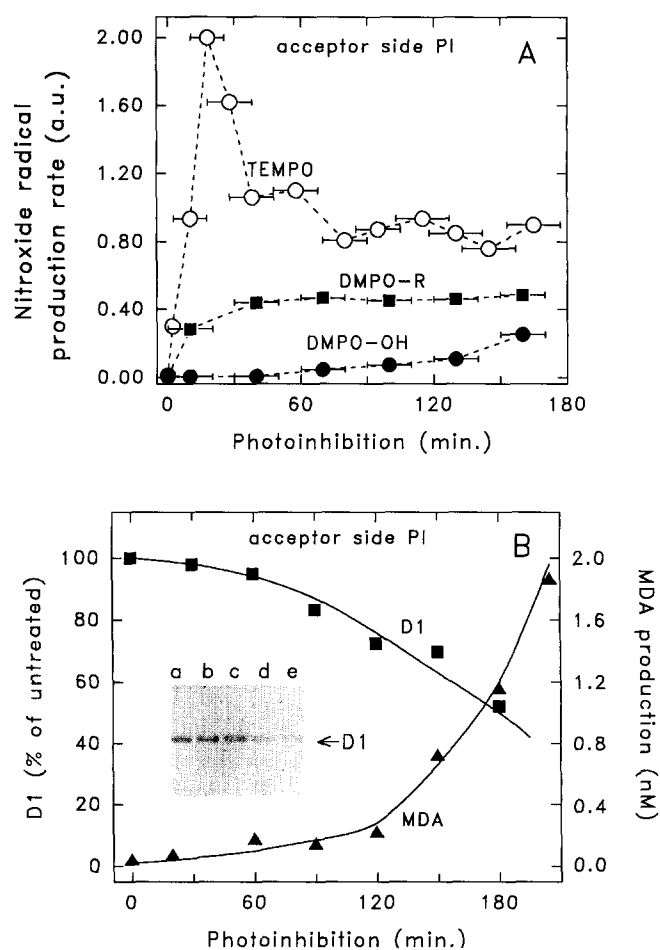 acceptor side PI
A
2.00
1.60
1.20
0.80
0.40
0.00
Nitroxide radical
production rate (a.u.)
TEMPO
DMPO-R
DMPO-OH
0 60 120 180
Photoinhibition (min.)
acceptor side PI
B
100
80
60
40
20
0
D1 (% of untreated)
2.0
1.6
1.2
0.8
0.4
0.0
MDA production
(nM)
D1
a b c d e
←D1
MDA
0 60 120 180
Photoinhibition (min.)